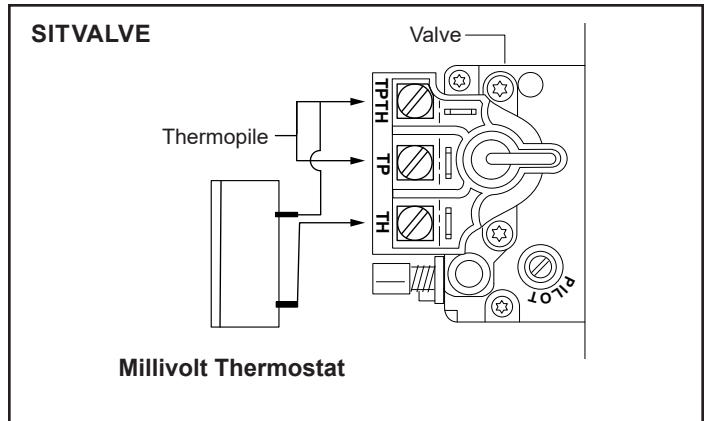 SITVALVE
Valve
Thermopile
TPTH
TP
TH
PILOT
Millivolt Thermostat